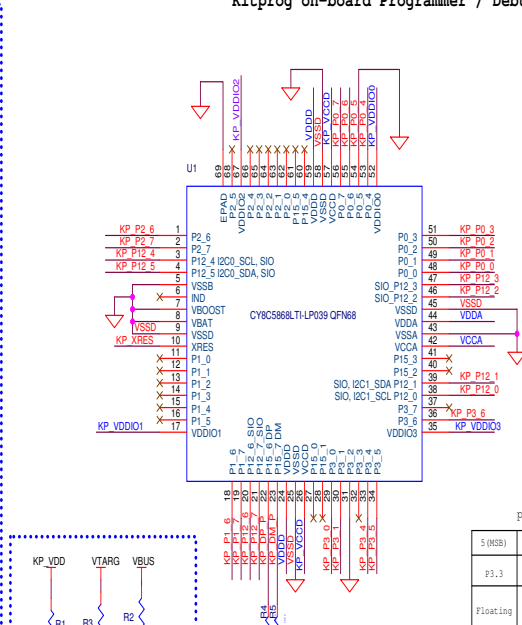 Kitprog on-board Programmer / Debu
KP_VDDIO2
VDDD
VSSD
KP_VCCD
KP_P0_7
KP_P0_6
KP_P0_5
KP_P0_4
KP_VDDIO0
U1
69 68 67 66 65 64 63 62 61 60 59 58 57 56 55 54 53 52
EPAD
P2_5
VDDIO2
P2_4
P2_3
P2_2
P2_1
P2_0
P15_5
P15_4
VDDD
VSSD
VCCD
P0_7
P0_6
P0_5
P0_4
VDDIO0
KP_P2_6 1 P2_6
KP_P2_7 2 P2_7
KP_P12_4 3 P12_4 I2C0_SCL, SIO
KP_P12_5 4 P12_5 I2C0_SDA, SIO
5 VSSB
6 IND
7 VBOOST
8 VBAT
VSSD 9 VSSD
KP_XRES 10 XRES
11 P1_0
12 P1_1
13 P1_2
14 P1_3
15 P1_4
16 P1_5
KP_VDDIO1 17 VDDIO1
CY8C5868LTI-LP039 QFN68
P0_3 51 KP_P0_3
P0_2 50 KP_P0_2
P0_1 49 KP_P0_1
P0_0 48 KP_P0_0
SIO_P12_3 47 KP_P12_3
SIO_P12_2 46 KP_P12_2
VSSD 45 VSSD
VDDA 44 VDDA
VSSA 43
VCCA 42 VCCA
P15_3 41
P15_2 40
SIO, I2C1_SDA P12_1 39 KP_P12_1
SIO, I2C1_SCL P12_0 38 KP_P12_0
P3_7 37
P3_6 36 KP_P3_6
VDDIO3 35 KP_VDDIO3
P1_6
P1_7
P12_6_SIO
P12_7_SIO
P15_6 DP
P15_7 DM
VDDD
VSSD
VCCD
P15_0
P15_1
P3_0
P3_1
P3_2
P3_3
P3_4
P3_5
18 19 20 21 22 23 24 25 26 27 28 29 30 31 32 33 34
KP_P1_6
KP_P1_7
KP_P12_6
KP_P12_7
KP_DP_P
KP_DM_P
VDDD
VSSD
KP_VCCD
KP_P3_0
KP_P3_1
KP_P3_4
KP_P3_5
R4
R5
KP_VDD VTARG VBUS
R1 R3 R2
p
5(MSB)
P3.3
Floating